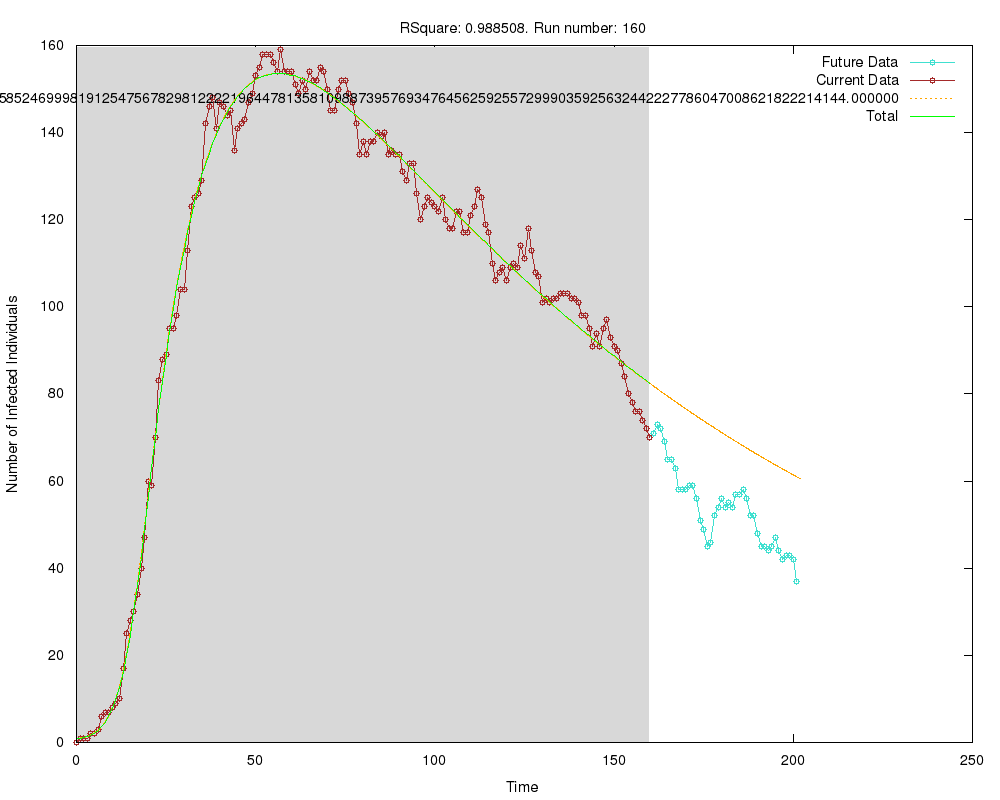 RSquare: 0.988508. Run number: 160
160
Future Data
Current Data
Total
140
120
100
80
60
40
20
0
Number of Infected Individuals
0 50 100 150 200 250
Time